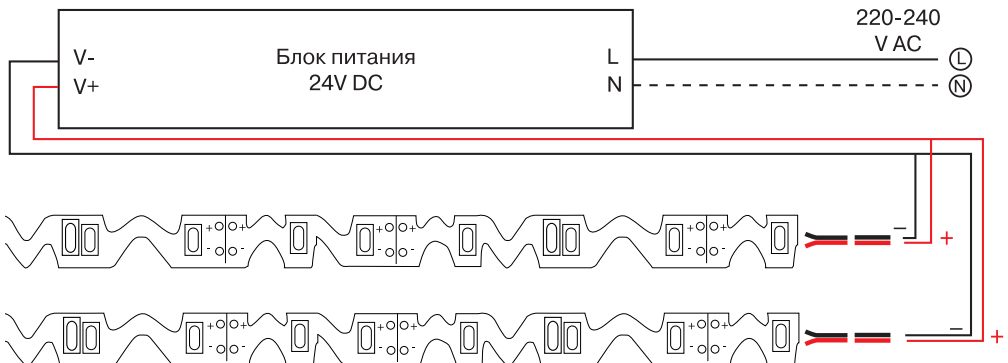 220-240
V AC
V-
Блок питания
L
L
V+
24V DC
N
N
+ + + + + +
- - - - - -
−
+
+ + + + + +
- - - - - -
−
+